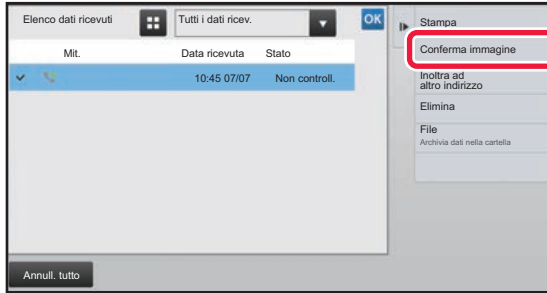 Elenco dati ricevuti
Tutti i dati ricev.
OK
Mit.
Data ricevuta
Stato
10:45 07/07
Non controll.
Stampa
Conferma immagine
Inoltra ad
altro indirizzo
Elimina
File
Archivia dati nella cartella
Annull. tutto